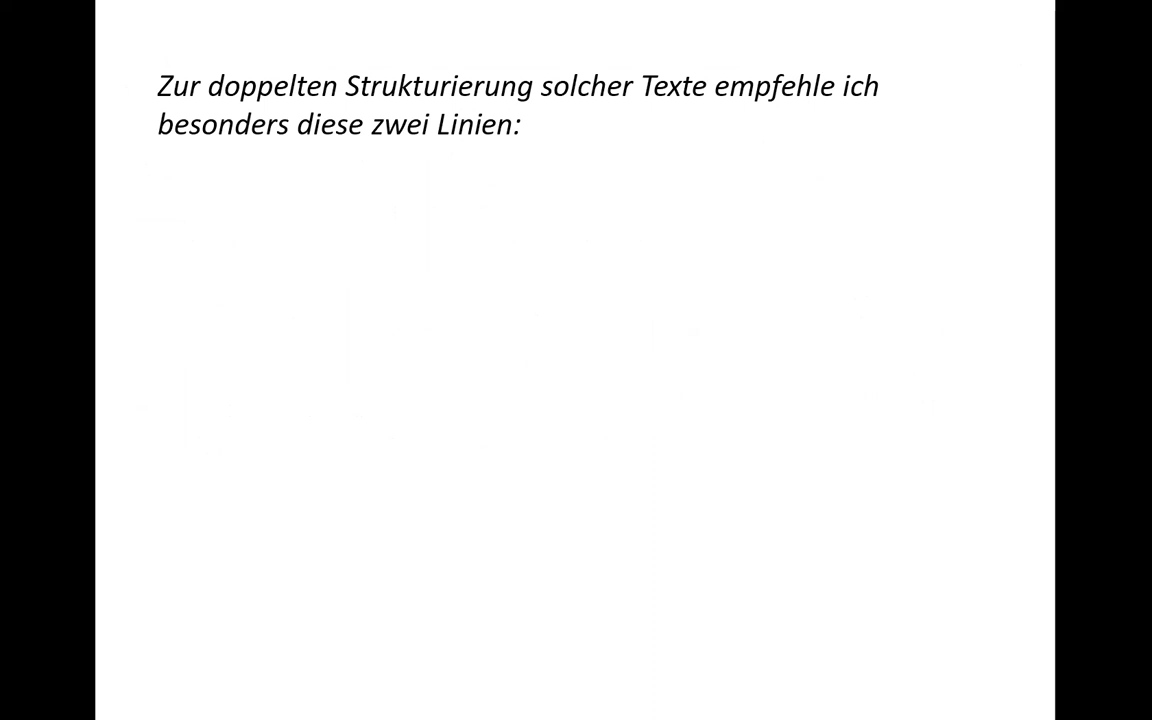 Zur doppelten Strukturierung solcher Texte empfehle ich
besonders diese zwei Linien: